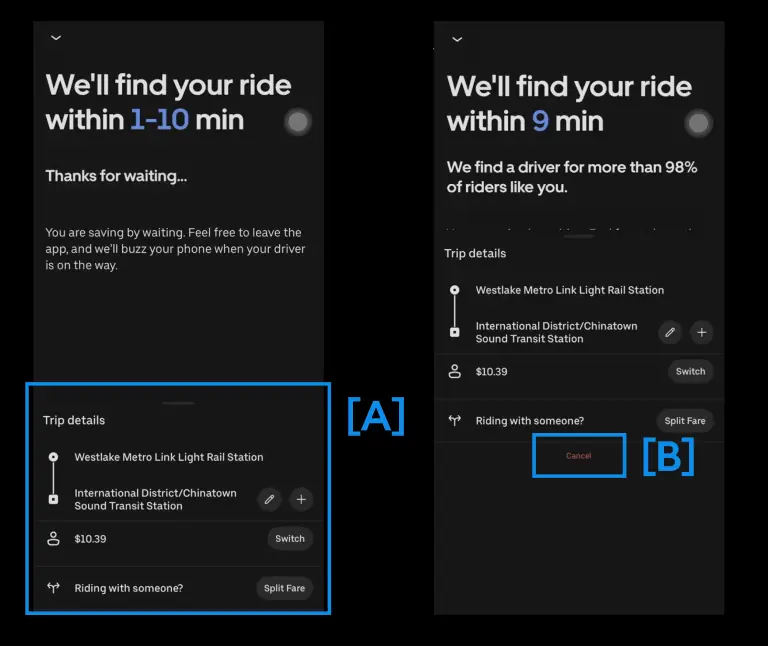 We'll find your ride
within 1-10 min
Thanks for waiting...
You are saving by waiting. Feel free to leave the
app, and we'll buzz your phone when your driver
is on the way.
Trip details
Westlake Metro Link Light Rail Station
International District/Chinatown
Sound Transit Station
$10.39
Switch
Riding with someone?
Split Fare
[A]
We'll find your ride
within 9 min
We find a driver for more than 98%
of riders like you.
Trip details
Westlake Metro Link Light Rail Station
International District/Chinatown
Sound Transit Station
$10.39
Switch
Riding with someone?
Split Fare
Cancel
[B]